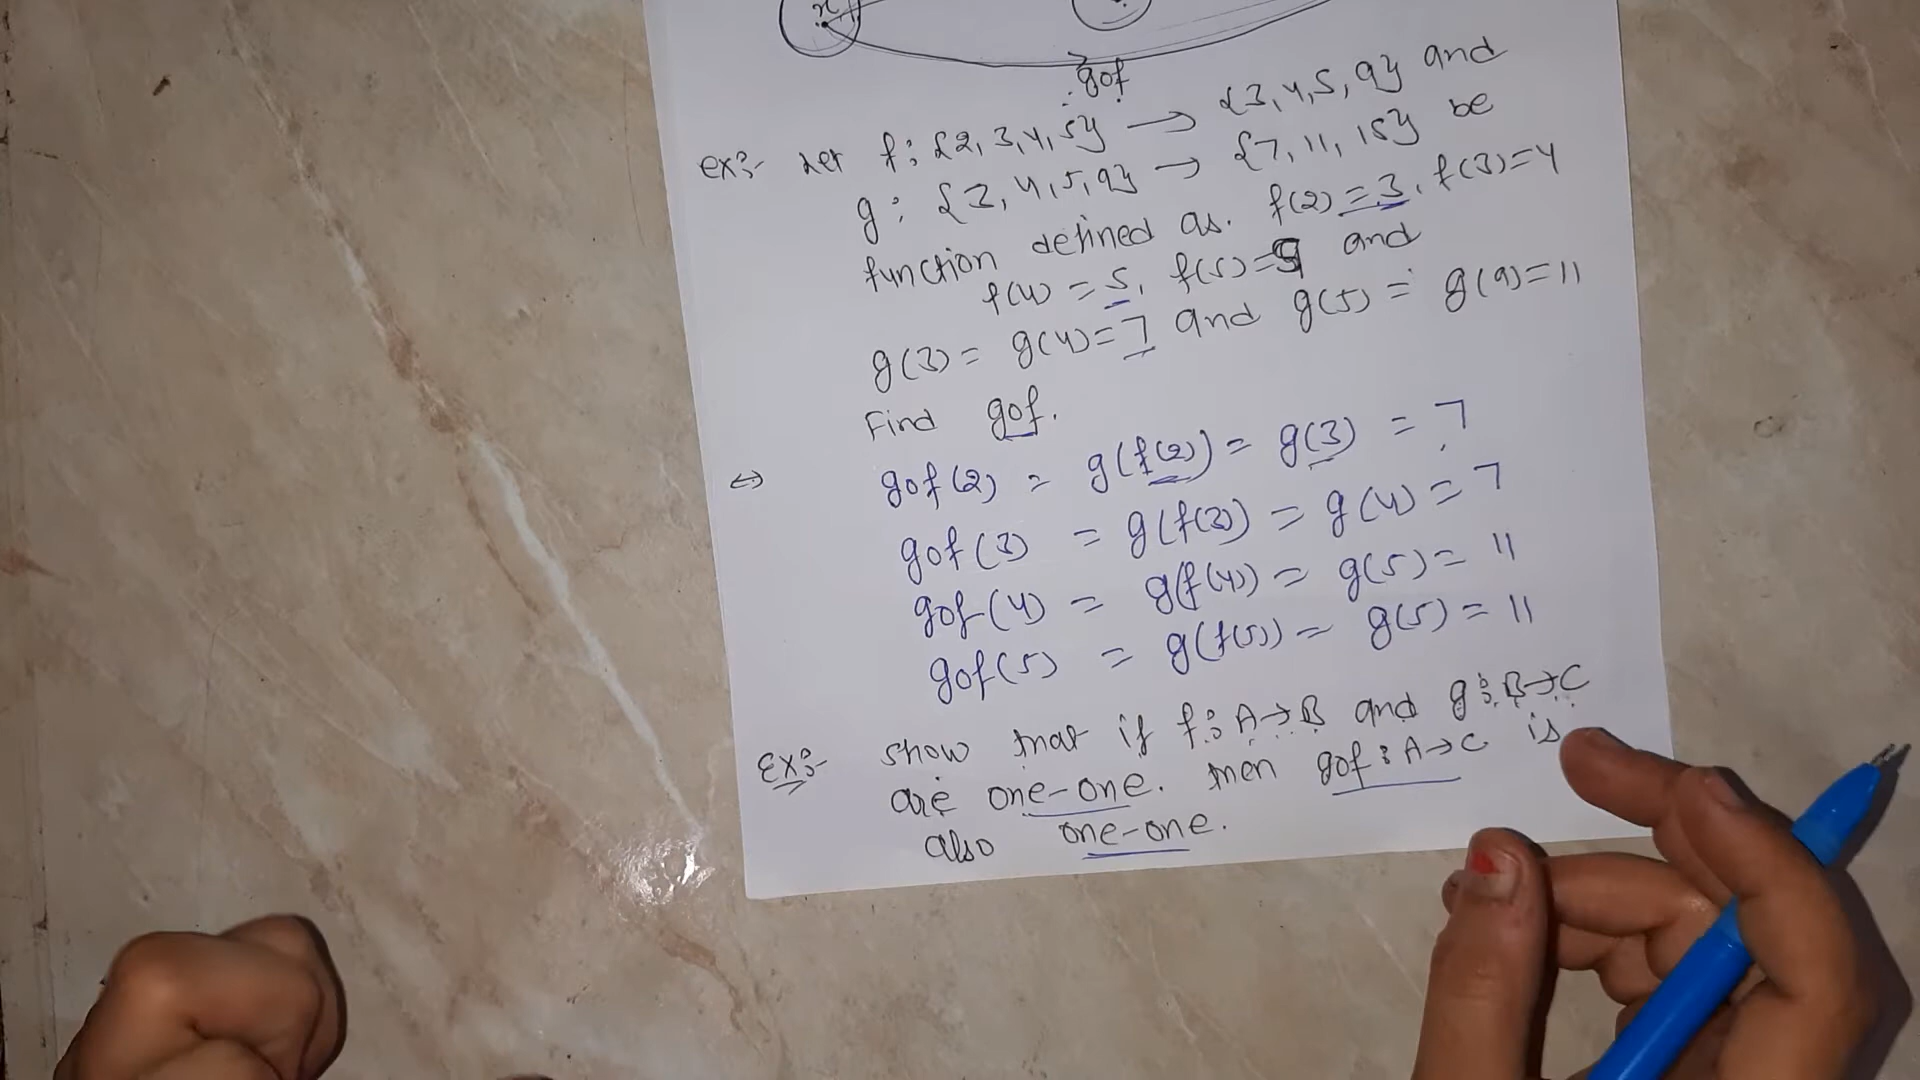 x
gof
ex:- Let f: {2, 3, 4, 5} → {3, 4, 5, 9} and
g: {3, 4, 5, 9} → {7, 11, 15} be
function defined as. f(2) = 3, f(3) = 4
f(4) = 5, f(5) = 9 and
g(3) = g(4) = 7 and g(5) = g(9) = 11
Find gof.
⇔ gof(2) = g(f(2)) = g(3) = 7
gof(3) = g(f(3)) = g(4) = 7
gof(4) = g(f(4)) = g(5) = 11
gof(5) = g(f(5)) = g(5) = 11
Ex:- show that if f: A→B and g: B→C
are one-one. then gof: A→C is
also one-one.